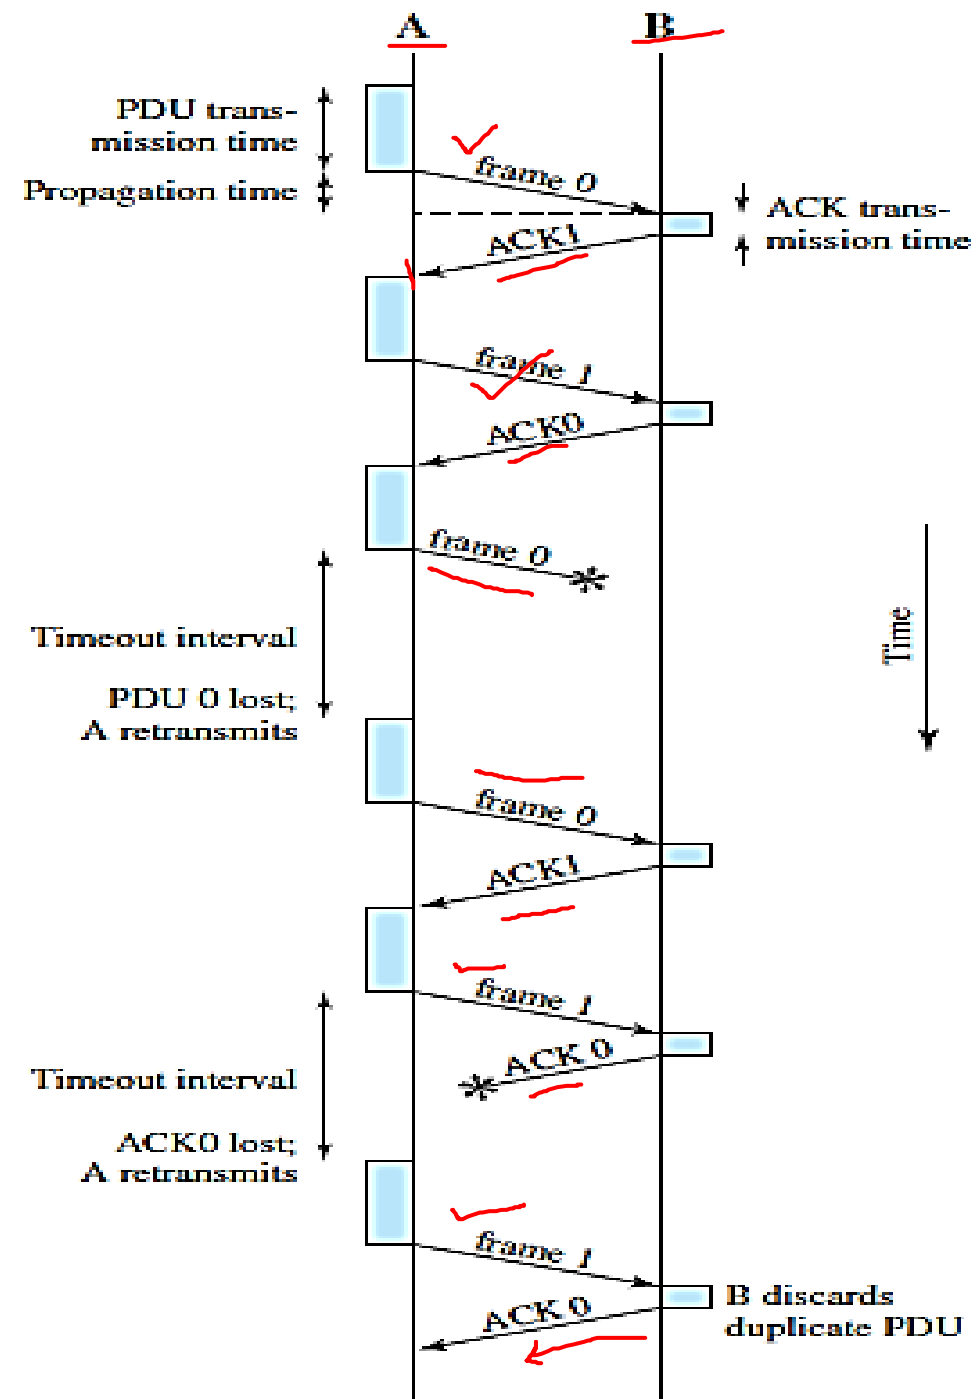 A
B
PDU trans-
mission time
frame 0
Propagation time
ACK trans-
mission time
ACK1
frame 1
ACK0
frame 0
Time
Timeout interval
PDU 0 lost;
A retransmits
frame 0
ACK1
frame 1
ACK 0
Timeout interval
ACK0 lost;
A retransmits
frame 1
ACK 0
B discards
duplicate PDU